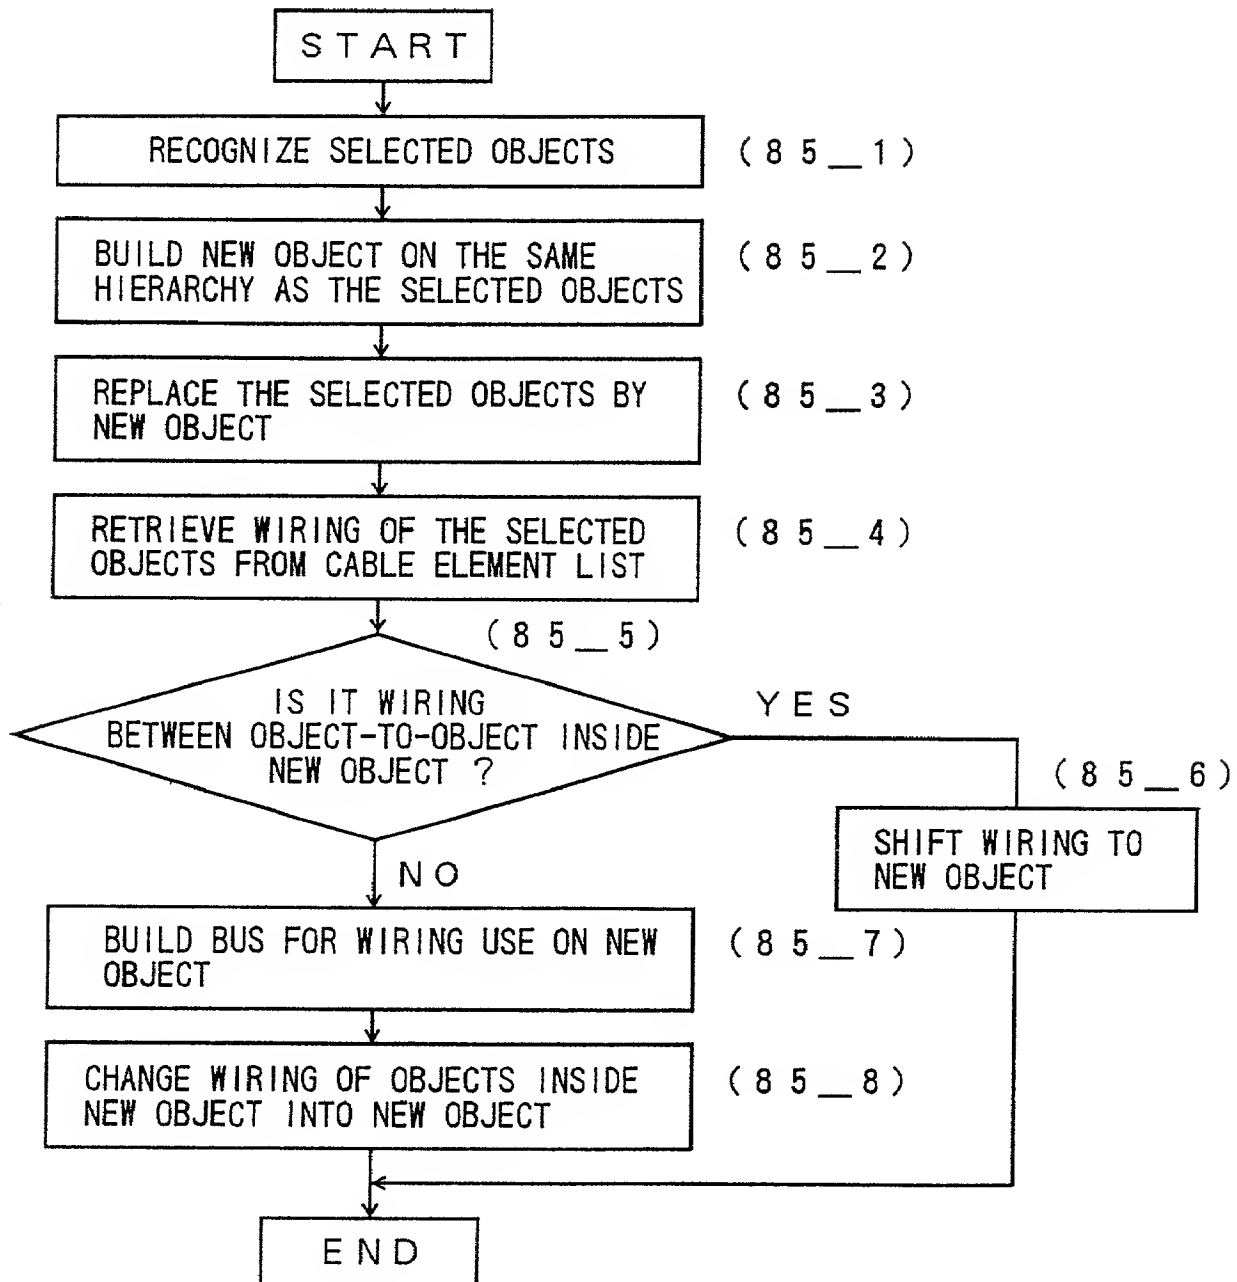 START
RECOGNIZE SELECTED OBJECTS
(85_1)
BUILD NEW OBJECT ON THE SAME
HIERARCHY AS THE SELECTED OBJECTS
(85_2)
REPLACE THE SELECTED OBJECTS BY
NEW OBJECT
(85_3)
RETRIEVE WIRING OF THE SELECTED
OBJECTS FROM CABLE ELEMENT LIST
(85_4)
(85_5)
IS IT WIRING
BETWEEN OBJECT-TO-OBJECT INSIDE
NEW OBJECT ?
YES
(85_6)
SHIFT WIRING TO
NEW OBJECT
NO
BUILD BUS FOR WIRING USE ON NEW
OBJECT
(85_7)
CHANGE WIRING OF OBJECTS INSIDE
NEW OBJECT INTO NEW OBJECT
(85_8)
END